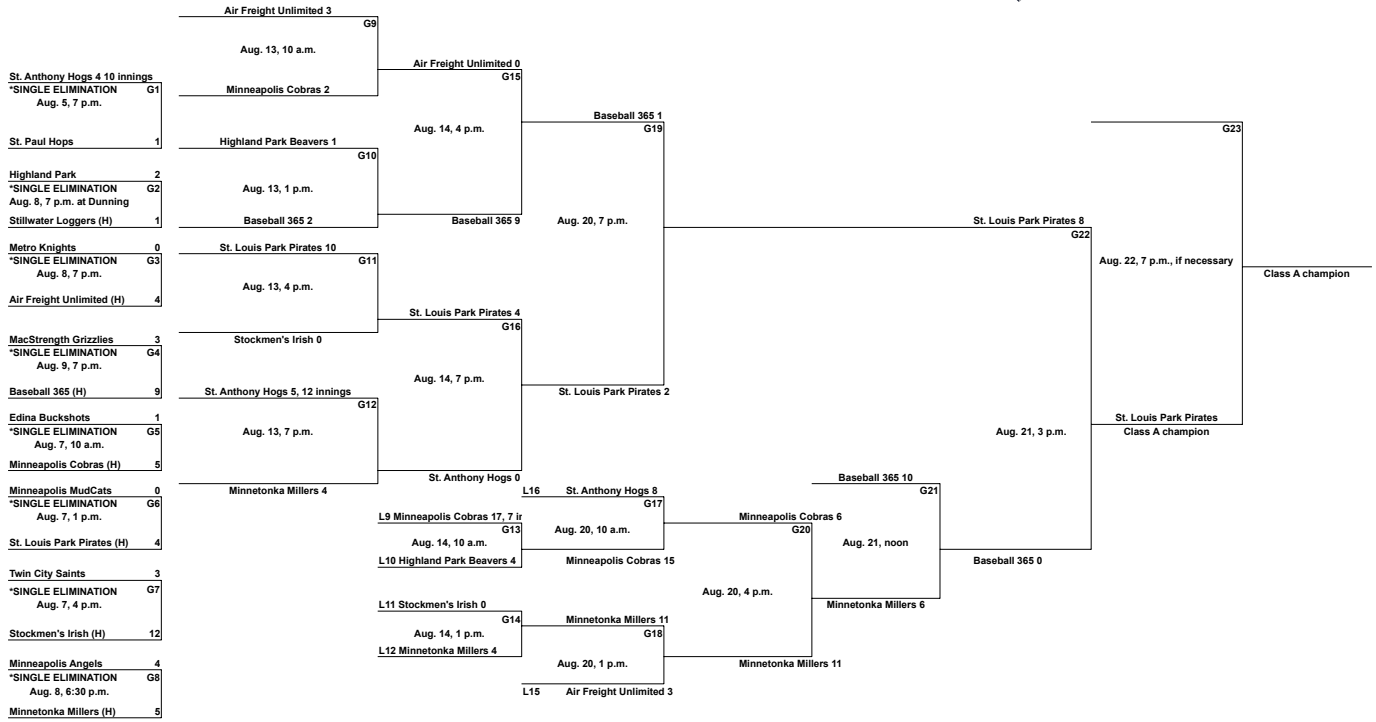 Air Freight Unlimited 3
G9
Aug. 13, 10 a.m.
Minneapolis Cobras 2
St. Anthony Hogs 4 10 innings
*SINGLE ELIMINATION G1
Aug. 5, 7 p.m.
St. Paul Hops 1
Highland Park 2
*SINGLE ELIMINATION G2
Aug. 8, 7 p.m. at Dunning
Stillwater Loggers (H) 1
Metro Knights 0
*SINGLE ELIMINATION G3
Aug. 8, 7 p.m.
Air Freight Unlimited (H) 4
MacStrength Grizzlies 3
*SINGLE ELIMINATION G4
Aug. 9, 7 p.m.
Baseball 365 (H) 9
Edina Buckshots 1
*SINGLE ELIMINATION G5
Aug. 7, 10 a.m.
Minneapolis Cobras (H) 5
Minneapolis MudCats 0
*SINGLE ELIMINATION G6
Aug. 7, 1 p.m.
St. Louis Park Pirates (H) 4
Twin City Saints 3
*SINGLE ELIMINATION G7
Aug. 7, 4 p.m.
Stockmen's Irish (H) 12
Minneapolis Angels 4
*SINGLE ELIMINATION G8
Aug. 8, 6:30 p.m.
Minnetonka Millers (H) 5
Highland Park Beavers 1
G10
Aug. 13, 1 p.m.
Baseball 365 2
St. Louis Park Pirates 10
G11
Aug. 13, 4 p.m.
Stockmen's Irish 0
St. Anthony Hogs 5, 12 innings
G12
Aug. 13, 7 p.m.
Minnetonka Millers 4
Air Freight Unlimited 0
G15
Aug. 14, 4 p.m.
Baseball 365 9
St. Louis Park Pirates 4
G16
Aug. 14, 7 p.m.
St. Anthony Hogs 0
L9 Minneapolis Cobras 17, 7 ir
G13
Aug. 14, 10 a.m.
L10 Highland Park Beavers 4
L11 Stockmen's Irish 0
G14
Aug. 14, 1 p.m.
L12 Minnetonka Millers 4
Baseball 365 1
G19
Aug. 20, 7 p.m.
St. Louis Park Pirates 2
L16 St. Anthony Hogs 8
G17
Aug. 20, 10 a.m.
Minneapolis Cobras 15
Minnetonka Millers 11
G18
Aug. 20, 1 p.m.
L15 Air Freight Unlimited 3
Minneapolis Cobras 6
G20
Aug. 20, 4 p.m.
Minnetonka Millers 11
Baseball 365 10
G21
Aug. 21, noon
Minnetonka Millers 6
St. Louis Park Pirates 8
G22
Aug. 21, 3 p.m.
Baseball 365 0
G23
Aug. 22, 7 p.m., if necessary
St. Louis Park Pirates
Class A champion
Class A champion